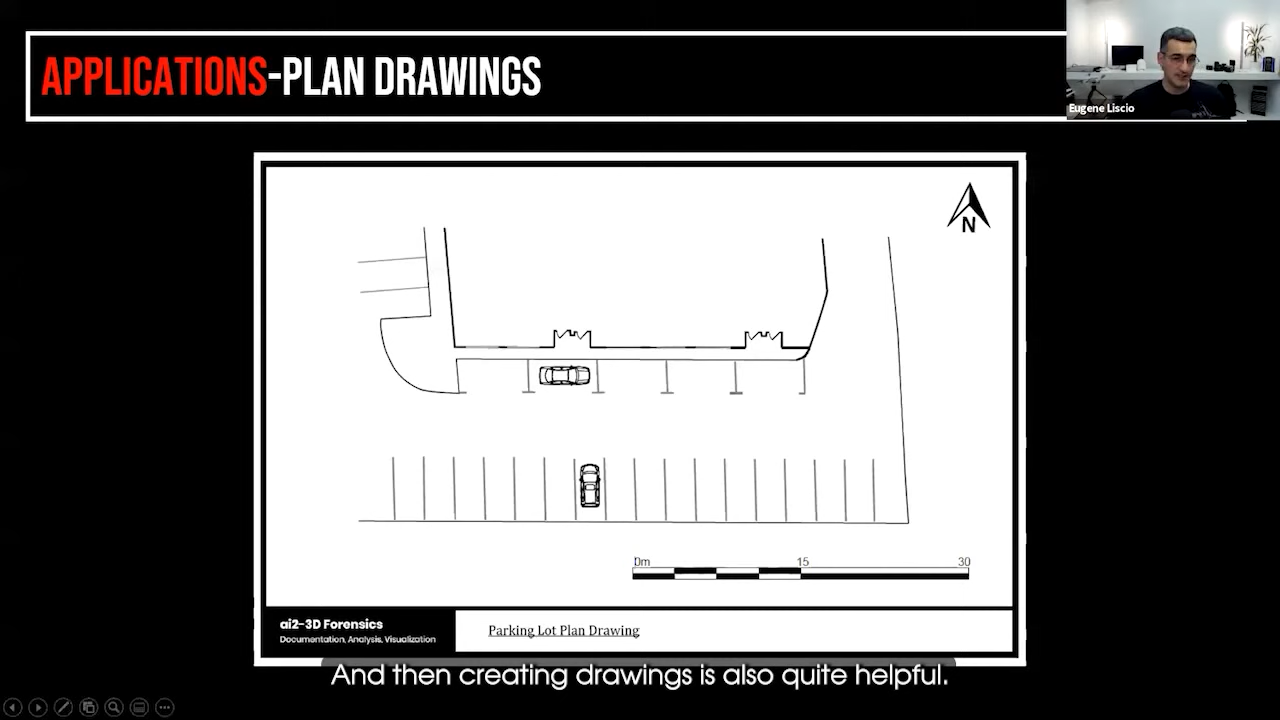 APPLICATIONS-PLAN DRAWINGS
Eugene Liscio
N
0m 15 30
ai2-3D Forensics
Documentation, Analysis, Visualization
Parking Lot Plan Drawing
And then creating drawings is also quite helpful.